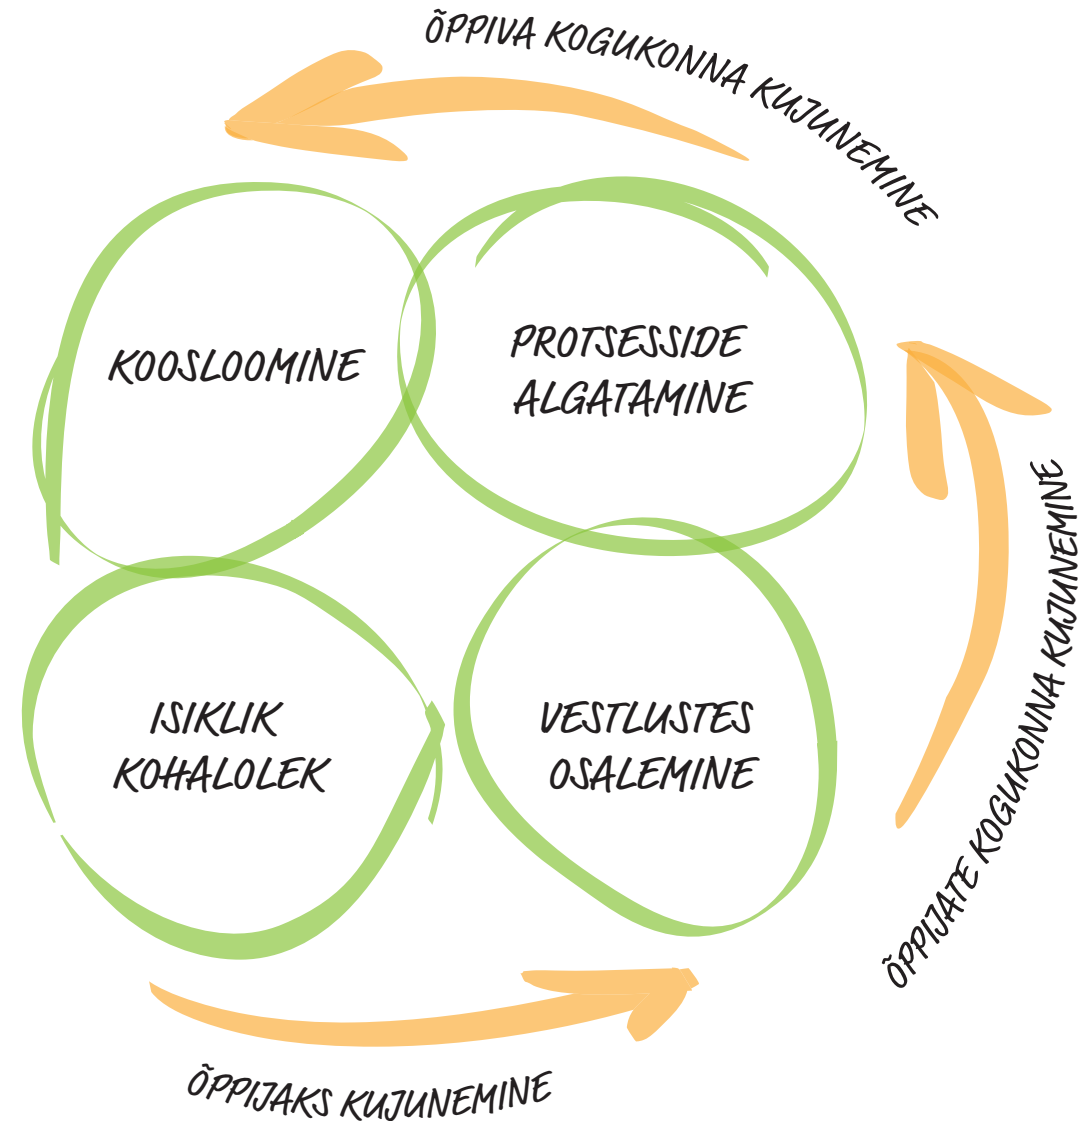 ÕPPIVA KOGUKONNA KUJUNEMINE
KOOSLOOMINE
PROTSESSIDE
ALGATAMINE
ÕPPIJATE KOGUKONNA KUJUNEMINE
ISIKLIK
KOHALOLEK
VESTLUSTES
OSALEMINE
ÕPPIJAKS KUJUNEMINE